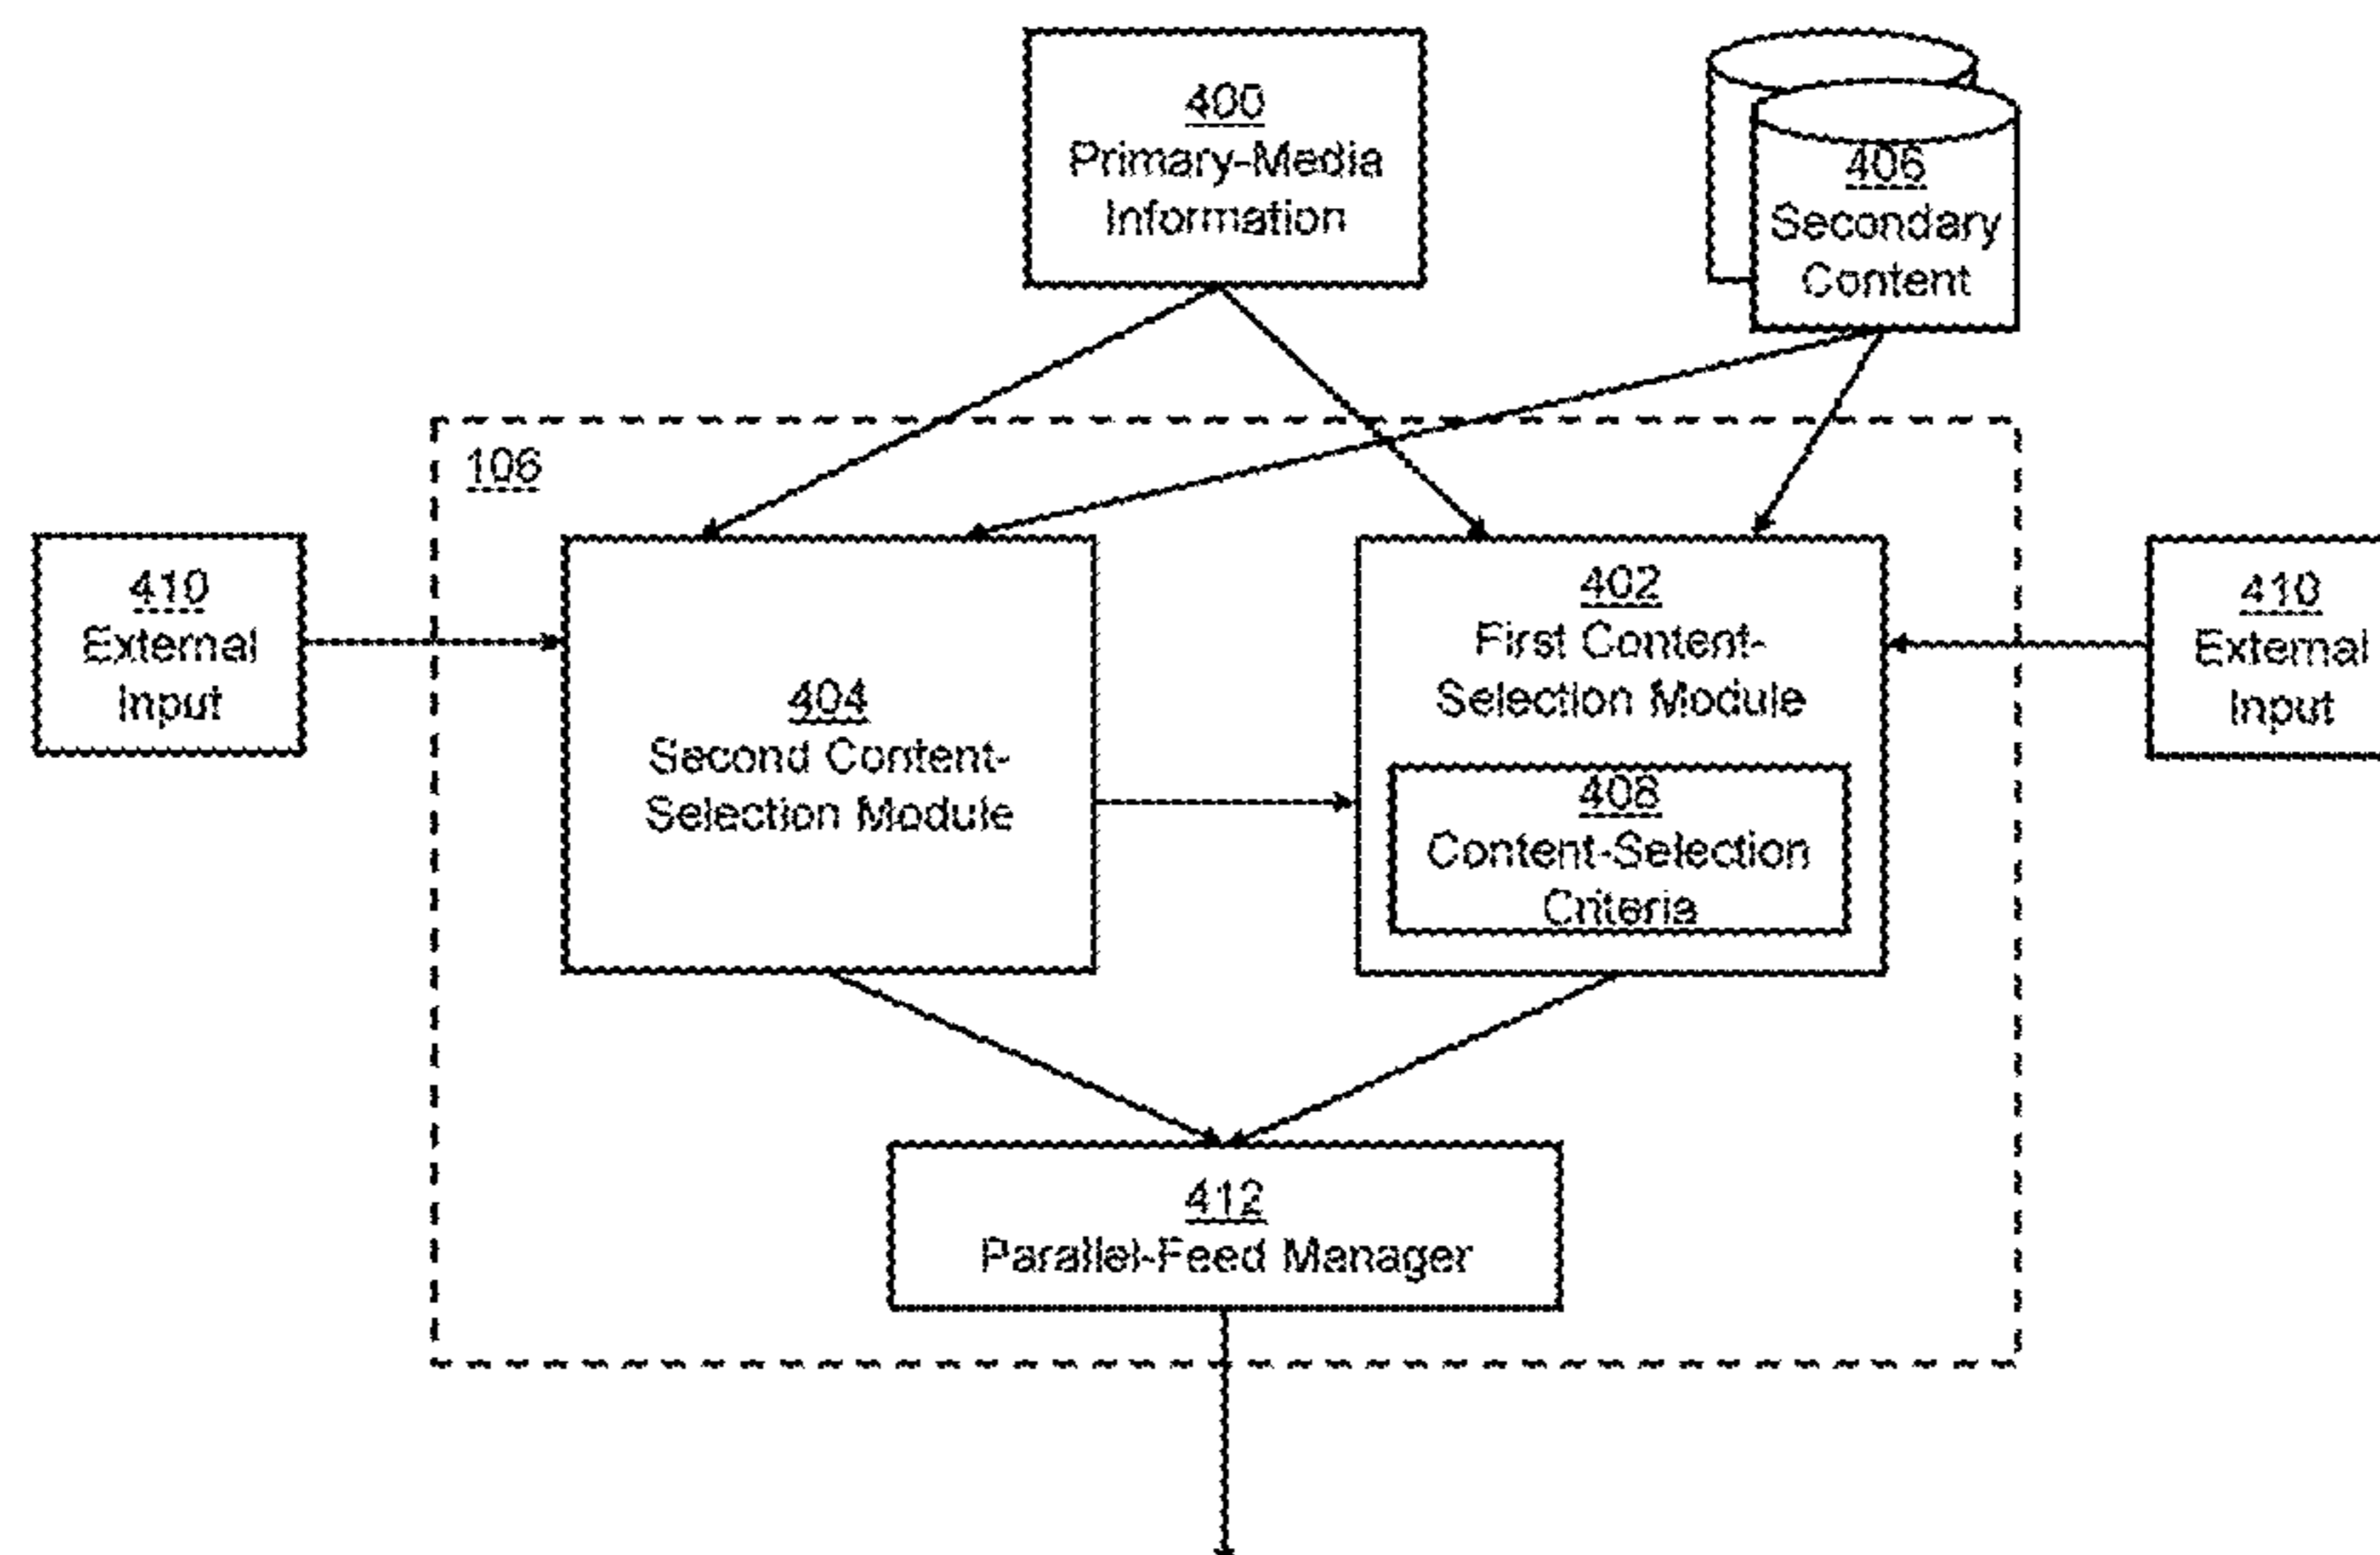 400
Primary-Media
Information
406
Secondary
Content
106
410
External
Input
404
Second Content-
Selection Module
402
First Content-
Selection Module
408
Content-Selection
Criteria
410
External
Input
412
Parallel-Feed Manager